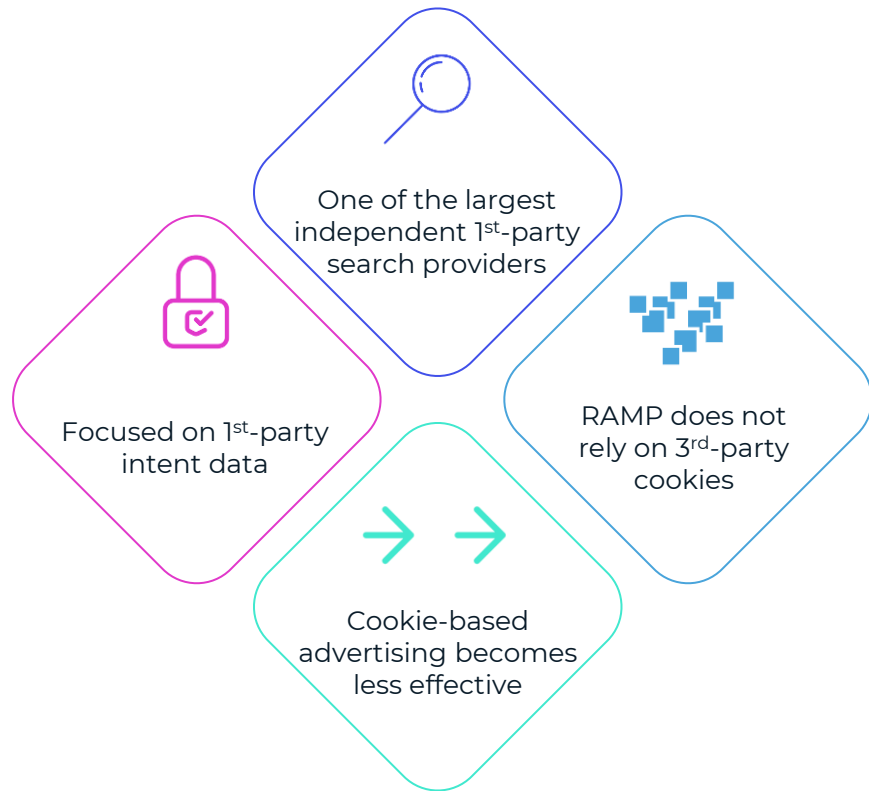 One of the largest
independent 1st-party
search providers
Focused on 1st-party
intent data
RAMP does not
rely on 3rd-party
cookies
Cookie-based
advertising becomes
less effective